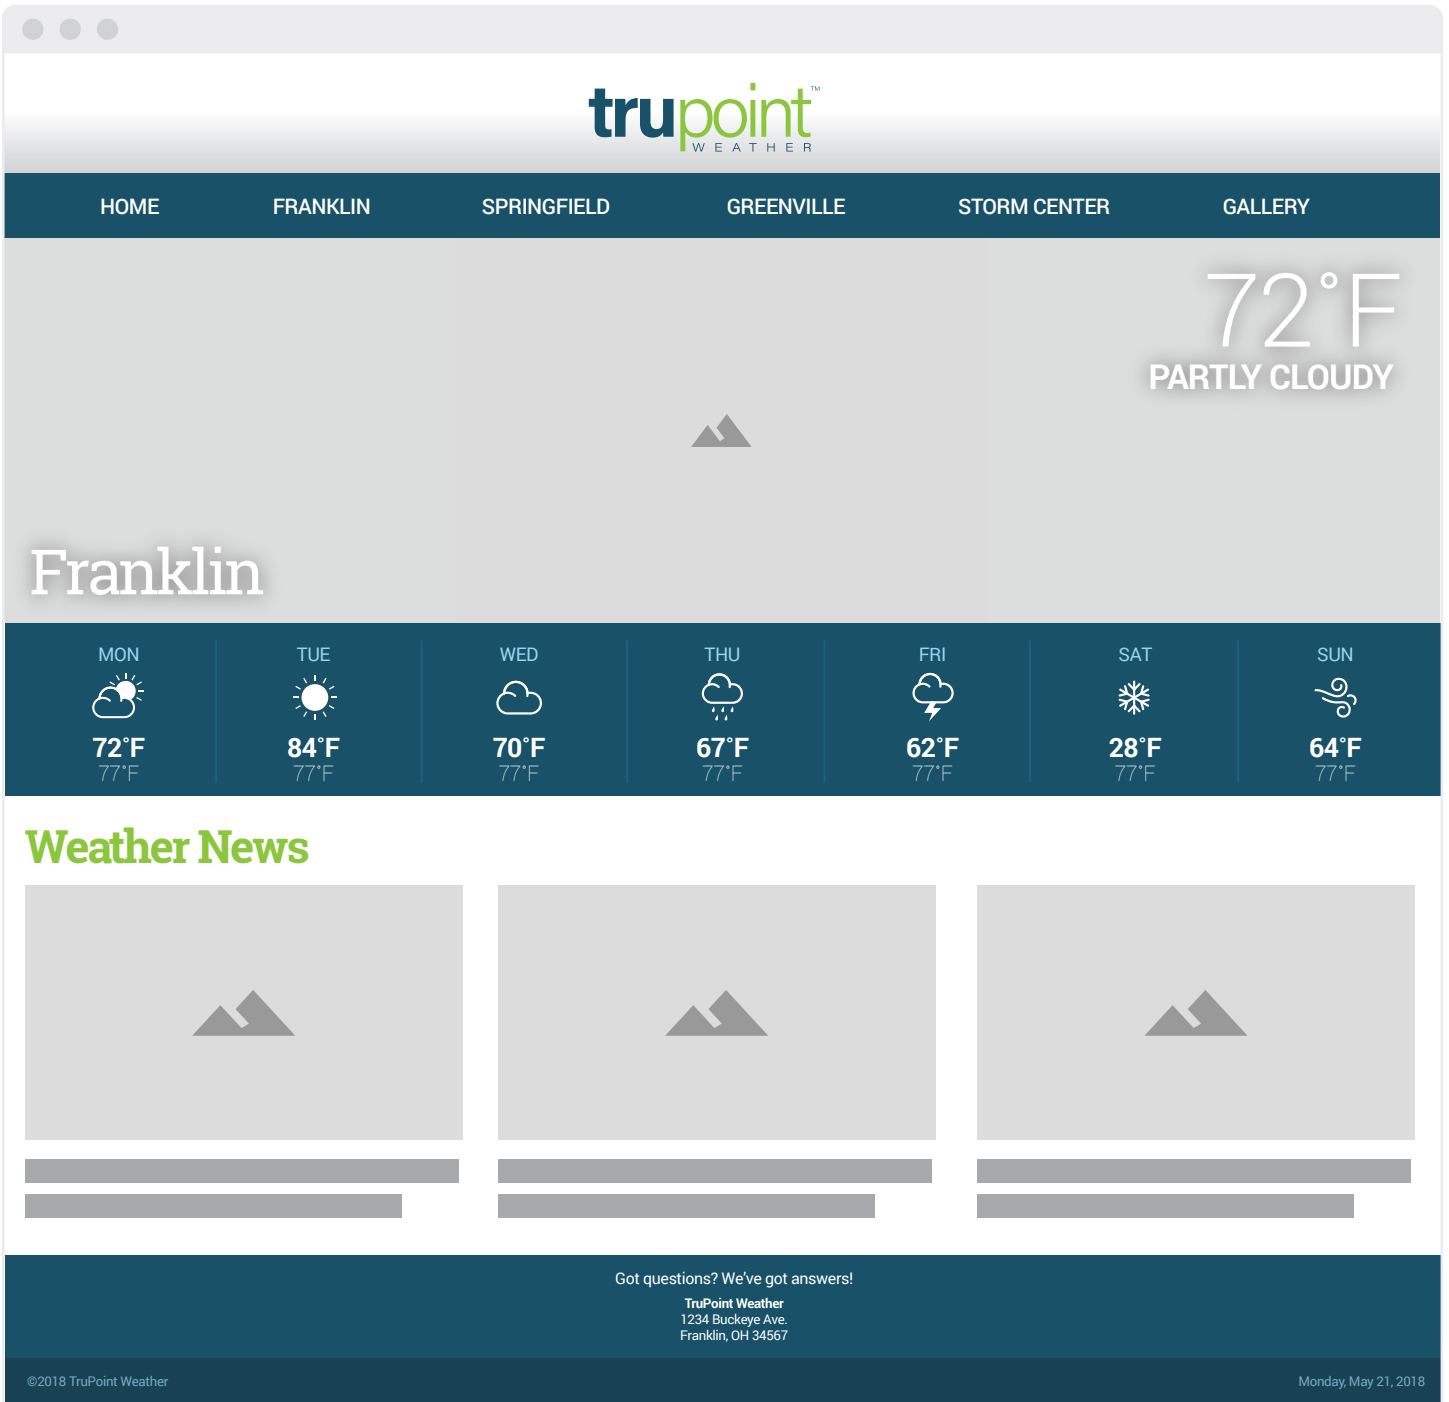 trupoint™
WEATHER
HOME FRANKLIN SPRINGFIELD GREENVILLE STORM CENTER GALLERY
72°F
PARTLY CLOUDY
Franklin
MON TUE WED THU FRI SAT SUN
72°F 84°F 70°F 67°F 62°F 28°F 64°F
77°F 77°F 77°F 77°F 77°F 77°F 77°F
Weather News
Got questions? We've got answers!
TruPoint Weather
1234 Buckeye Ave.
Franklin, OH 34567
©2018 TruPoint Weather Monday, May 21, 2018